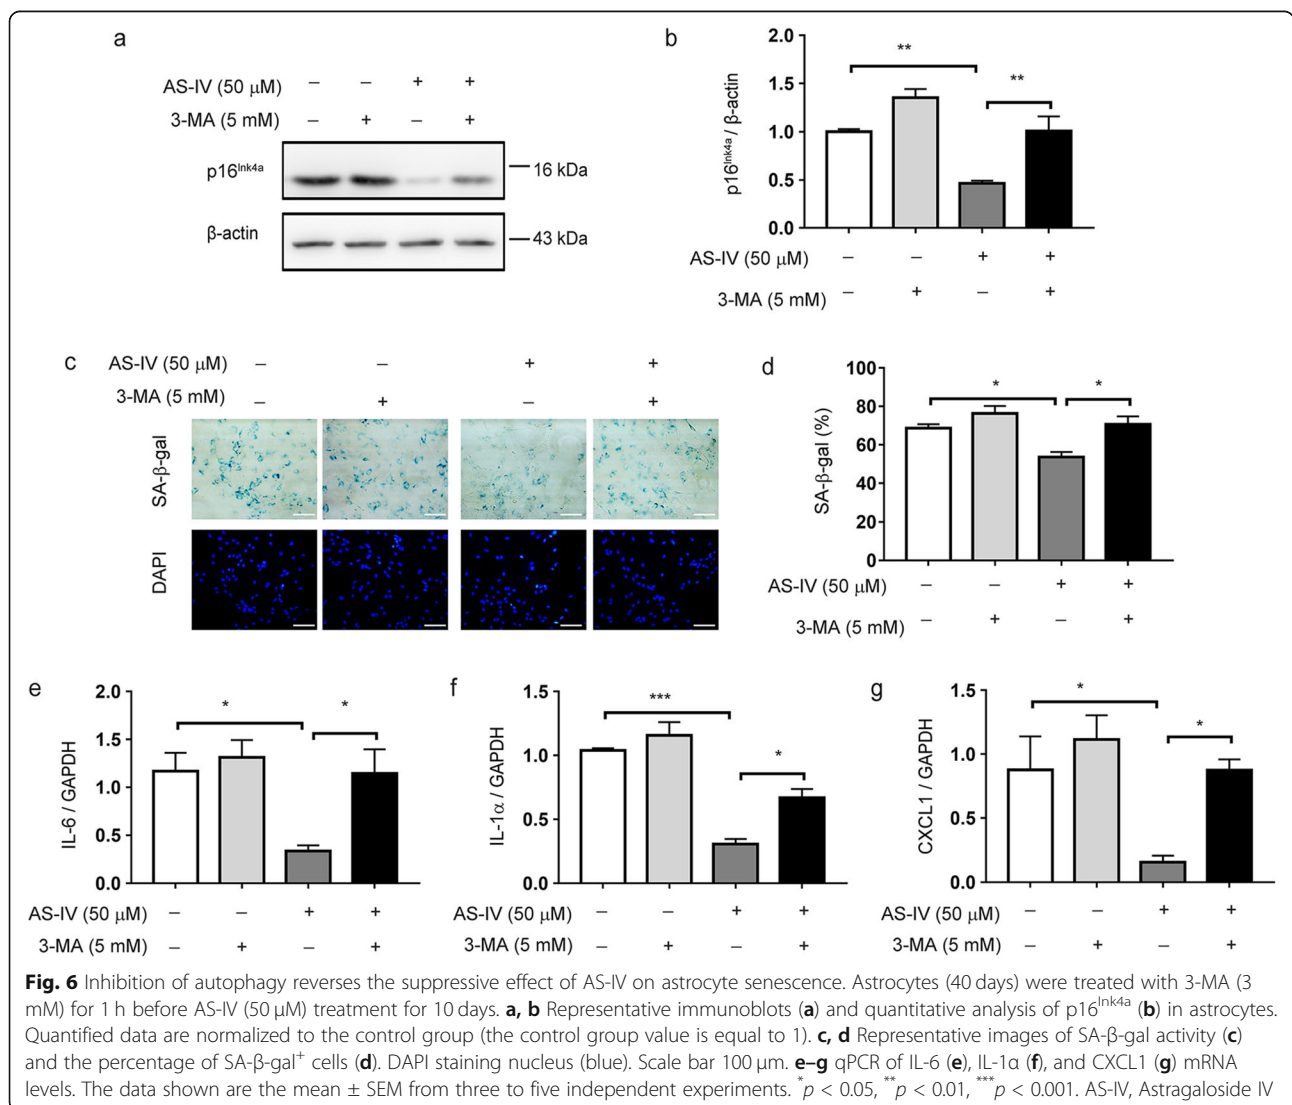 a
AS-IV (50 μM) – – + +
3-MA (5 mM) – + – +
p16Ink4a
16 kDa
β-actin
43 kDa
b
p16Ink4a / β-actin
2.0
1.5
1.0
0.5
0.0
**
**
AS-IV (50 μM) – – + +
3-MA (5 mM) – + – +
c
AS-IV (50 μM) – – + +
3-MA (5 mM) – + – +
SA-β-gal
DAPI
d
SA-β-gal (%)
100
80
60
40
20
0
*
*
AS-IV (50 μM) – – + +
3-MA (5 mM) – + – +
e
IL-6 / GAPDH
2.0
1.5
1.0
0.5
0.0
*
*
AS-IV (50 μM) – – + +
3-MA (5 mM) – + – +
f
IL-1α / GAPDH
1.5
1.0
0.5
0.0
***
*
AS-IV (50 μM) – – + +
3-MA (5 mM) – + – +
g
CXCL1 / GAPDH
1.5
1.0
0.5
0.0
*
*
AS-IV (50 μM) – – + +
3-MA (5 mM) – + – +
Fig. 6 Inhibition of autophagy reverses the suppressive effect of AS-IV on astrocyte senescence. Astrocytes (40 days) were treated with 3-MA (3
mM) for 1 h before AS-IV (50 μM) treatment for 10 days. a, b Representative immunoblots (a) and quantitative analysis of p16Ink4a (b) in astrocytes.
Quantified data are normalized to the control group (the control group value is equal to 1). c, d Representative images of SA-β-gal activity (c)
and the percentage of SA-β-gal+ cells (d). DAPI staining nucleus (blue). Scale bar 100 μm. e–g qPCR of IL-6 (e), IL-1α (f), and CXCL1 (g) mRNA
levels. The data shown are the mean ± SEM from three to five independent experiments. *p < 0.05, **p < 0.01, ***p < 0.001. AS-IV, Astragaloside IV